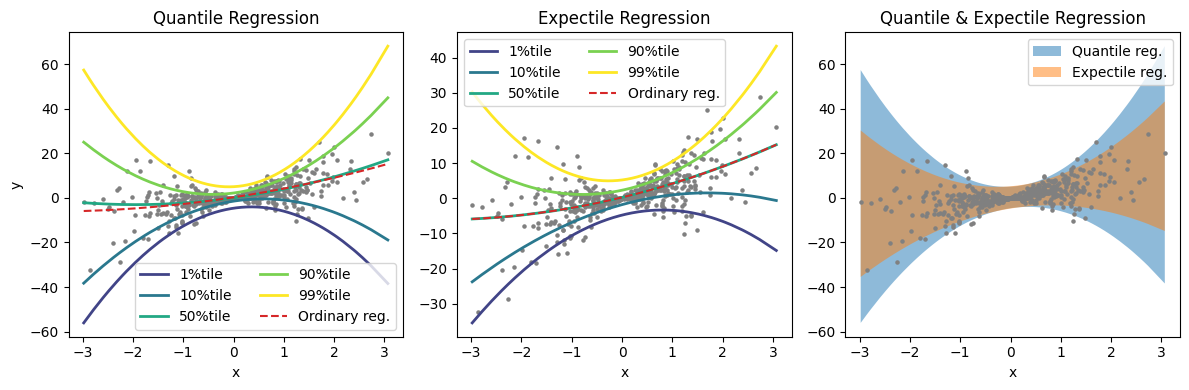 Quantile Regression
60
40
20
0
−20
−40
−60
y
1%tile
10%tile
50%tile
90%tile
99%tile
Ordinary reg.
−3 −2 −1 0 1 2 3
x
Expectile Regression
40
30
20
10
0
−10
−20
−30
1%tile
10%tile
50%tile
90%tile
99%tile
Ordinary reg.
−3 −2 −1 0 1 2 3
x
Quantile & Expectile Regression
60
40
20
0
−20
−40
−60
Quantile reg.
Expectile reg.
−3 −2 −1 0 1 2 3
x